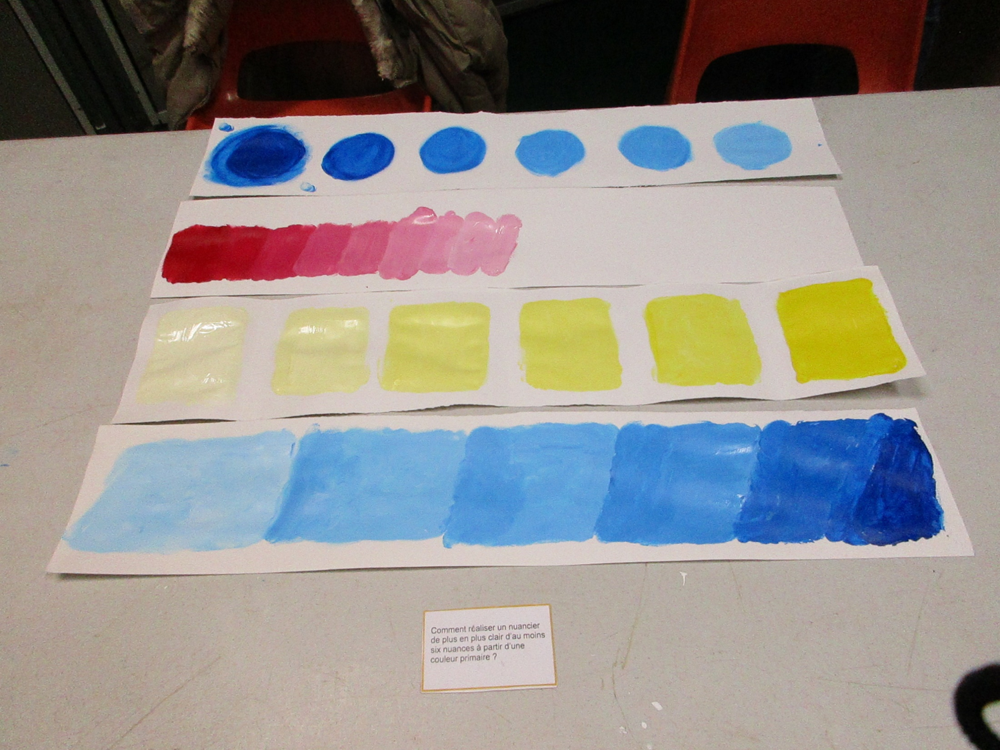 Comment réaliser un nuancier
de plus en plus clair d'au moins
six nuances à partir d'une
couleur primaire ?